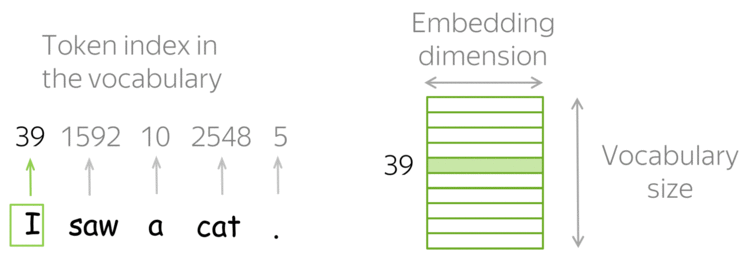 Token index in
the vocabulary
39 1592 10 2548 5
I saw a cat .
Embedding
dimension
39
Vocabulary
size